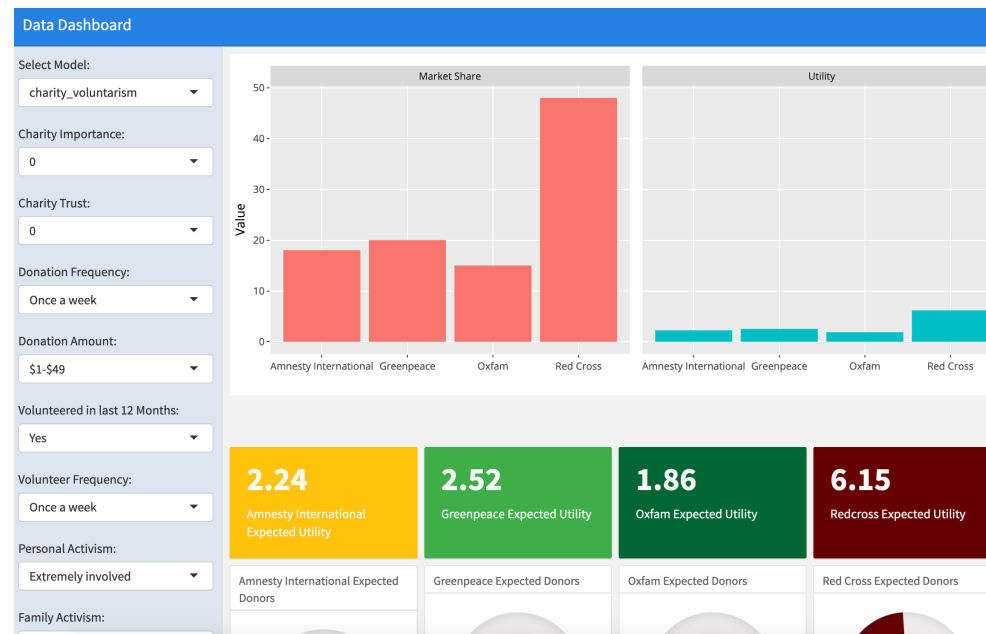 Data Dashboard
Select Model:
charity_voluntarism
Charity Importance:
0
Charity Trust:
0
Donation Frequency:
Once a week
Donation Amount:
$1-$49
Volunteered in last 12 Months:
Yes
Volunteer Frequency:
Once a week
Personal Activism:
Extremely involved
Family Activism:
Market Share
Utility
Value
50
40
30
20
10
0
Amnesty International Greenpeace Oxfam Red Cross
Amnesty International Greenpeace Oxfam Red Cross
2.24
Amnesty International
Expected Utility
2.52
Greenpeace Expected Utility
1.86
Oxfam Expected Utility
6.15
Redcross Expected Utility
Amnesty International Expected
Donors
Greenpeace Expected Donors
Oxfam Expected Donors
Red Cross Expected Donors